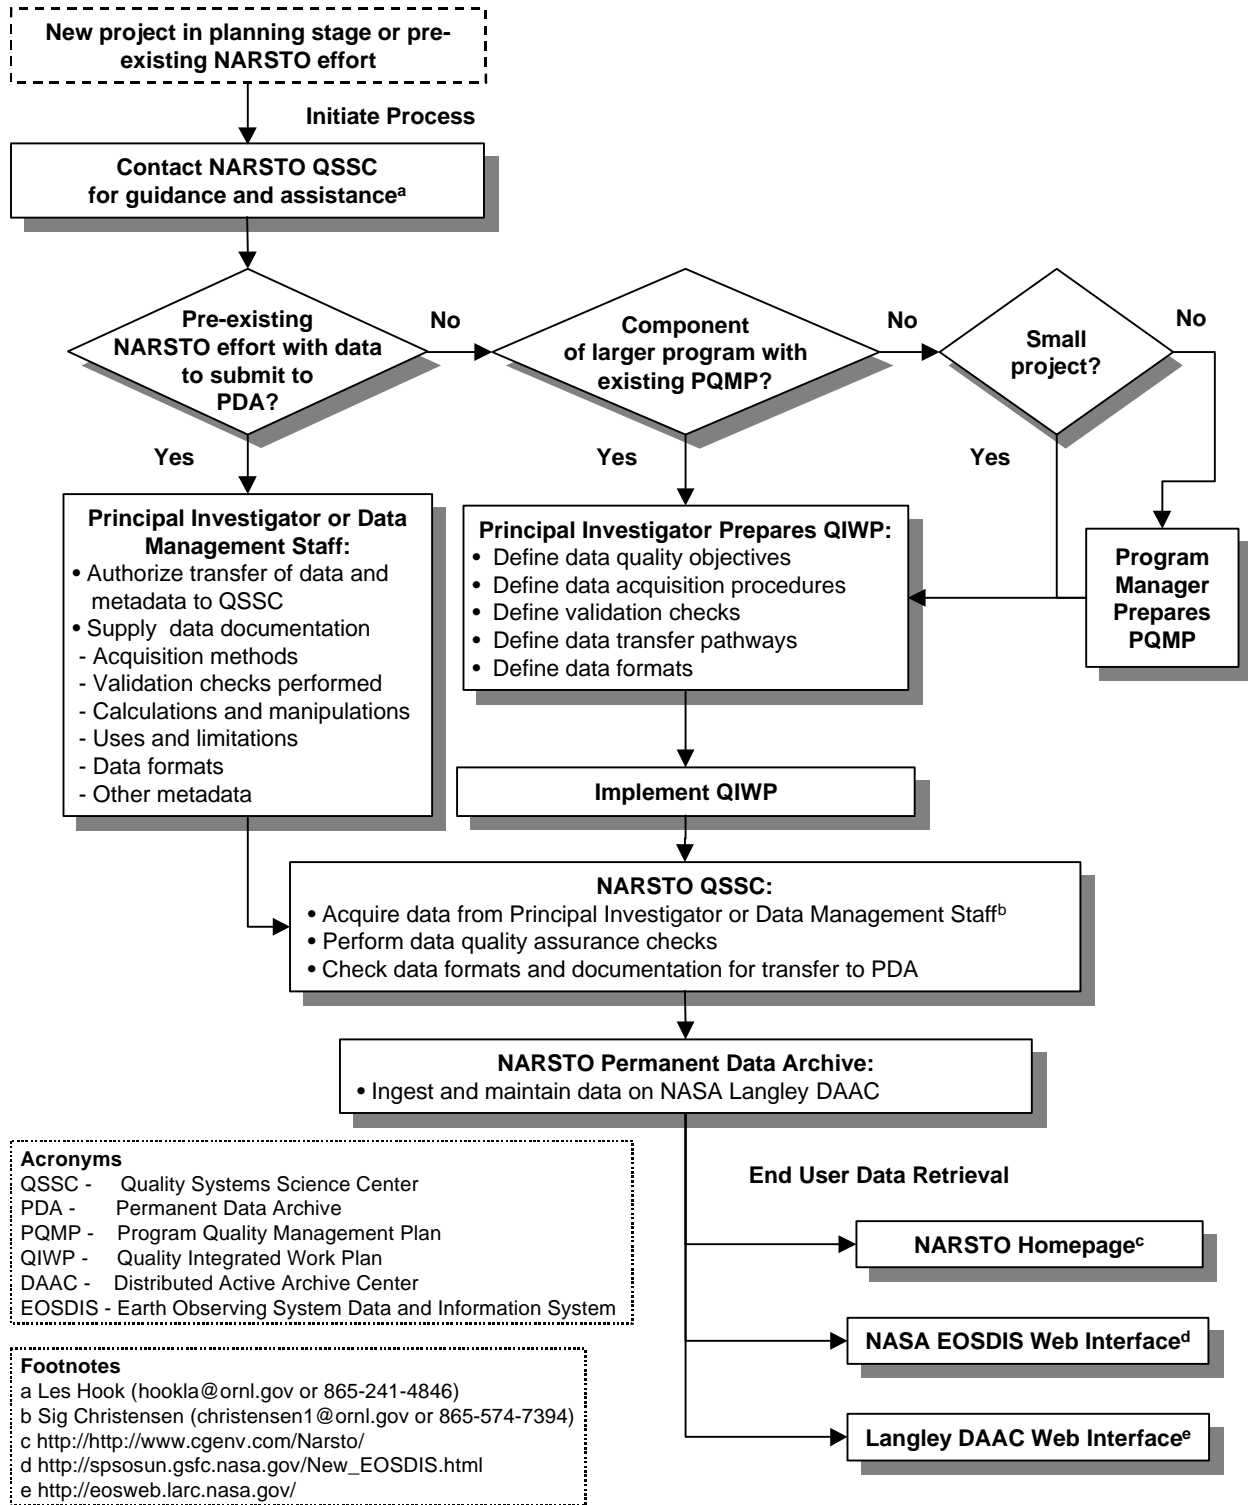 New project in planning stage or pre-
existing NARSTO effort
Initiate Process
Contact NARSTO QSSC
for guidance and assistancea
Pre-existing
NARSTO effort with data
to submit to
PDA?
No
Component
of larger program with
existing PQMP?
No
Small
project?
No
Yes
Yes
Yes
Principal Investigator or Data
Management Staff:
• Authorize transfer of data and
metadata to QSSC
• Supply data documentation
- Acquisition methods
- Validation checks performed
- Calculations and manipulations
- Uses and limitations
- Data formats
- Other metadata
Principal Investigator Prepares QIWP:
• Define data quality objectives
• Define data acquisition procedures
• Define validation checks
• Define data transfer pathways
• Define data formats
Program
Manager
Prepares
PQMP
Implement QIWP
NARSTO QSSC:
• Acquire data from Principal Investigator or Data Management Staffb
• Perform data quality assurance checks
• Check data formats and documentation for transfer to PDA
NARSTO Permanent Data Archive:
• Ingest and maintain data on NASA Langley DAAC
End User Data Retrieval
NARSTO Homepagec
NASA EOSDIS Web Interfaced
Langley DAAC Web Interfacee
Acronyms
QSSC - Quality Systems Science Center
PDA - Permanent Data Archive
PQMP - Program Quality Management Plan
QIWP - Quality Integrated Work Plan
DAAC - Distributed Active Archive Center
EOSDIS - Earth Observing System Data and Information System
Footnotes
a Les Hook (hookla@ornl.gov or 865-241-4846)
b Sig Christensen (christensen1@ornl.gov or 865-574-7394)
c http://http://www.cgenv.com/Narsto/
d http://spsosun.gsfc.nasa.gov/New_EOSDIS.html
e http://eosweb.larc.nasa.gov/